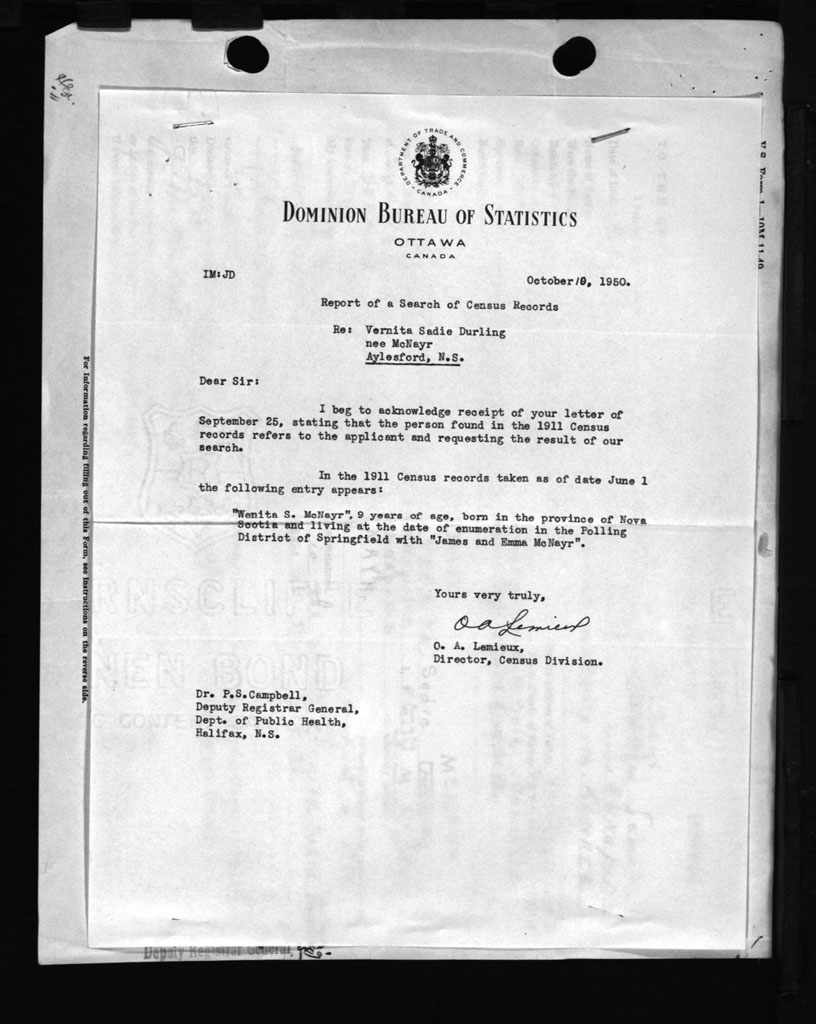 DEPARTMENT OF TRADE AND COMMERCE
CANADA
DOMINION BUREAU OF STATISTICS
OTTAWA
CANADA
IM:JD
October 18, 1950.
Report of a Search of Census Records
Re: Vernita Sadie Durling
nee McNayr
Aylesford, N.S.
Dear Sir:
I beg to acknowledge receipt of your letter of
September 25, stating that the person found in the 1911 Census
records refers to the applicant and requesting the result of our
search.
In the 1911 Census records taken as of date June 1
the following entry appears:
"Wenita S. McNayr", 9 years of age, born in the province of Nova
Scotia and living at the date of enumeration in the Polling
District of Springfield with "James and Emma McNayr".
Yours very truly,
O A Lemieux
O. A. Lemieux,
Director, Census Division.
Dr. P.S.Campbell,
Deputy Registrar General,
Dept. of Public Health,
Halifax, N.S.
For information regarding filling out of this Form, see instructions on the reverse side.
Deputy Registrar General,